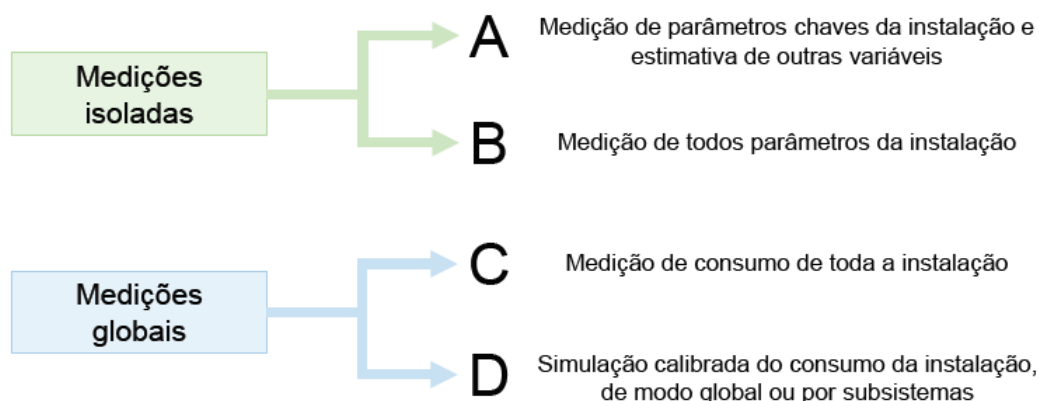 Medições
isoladas
A
Medição de parâmetros chaves da instalação e
estimativa de outras variáveis
B
Medição de todos parâmetros da instalação
Medições
globais
C
Medição de consumo de toda a instalação
D
Simulação calibrada do consumo da instalação,
de modo global ou por subsistemas